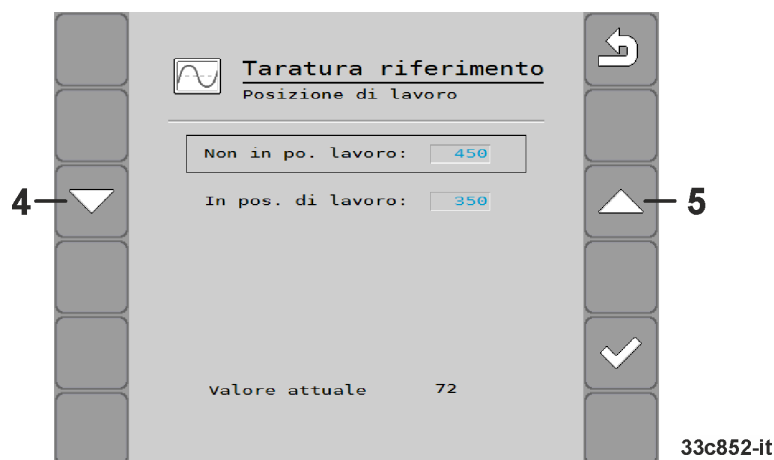 Taratura riferimento
Posizione di lavoro
Non in po. lavoro: 450
4
5
In pos. di lavoro: 350
Valore attuale 72
33c852-it